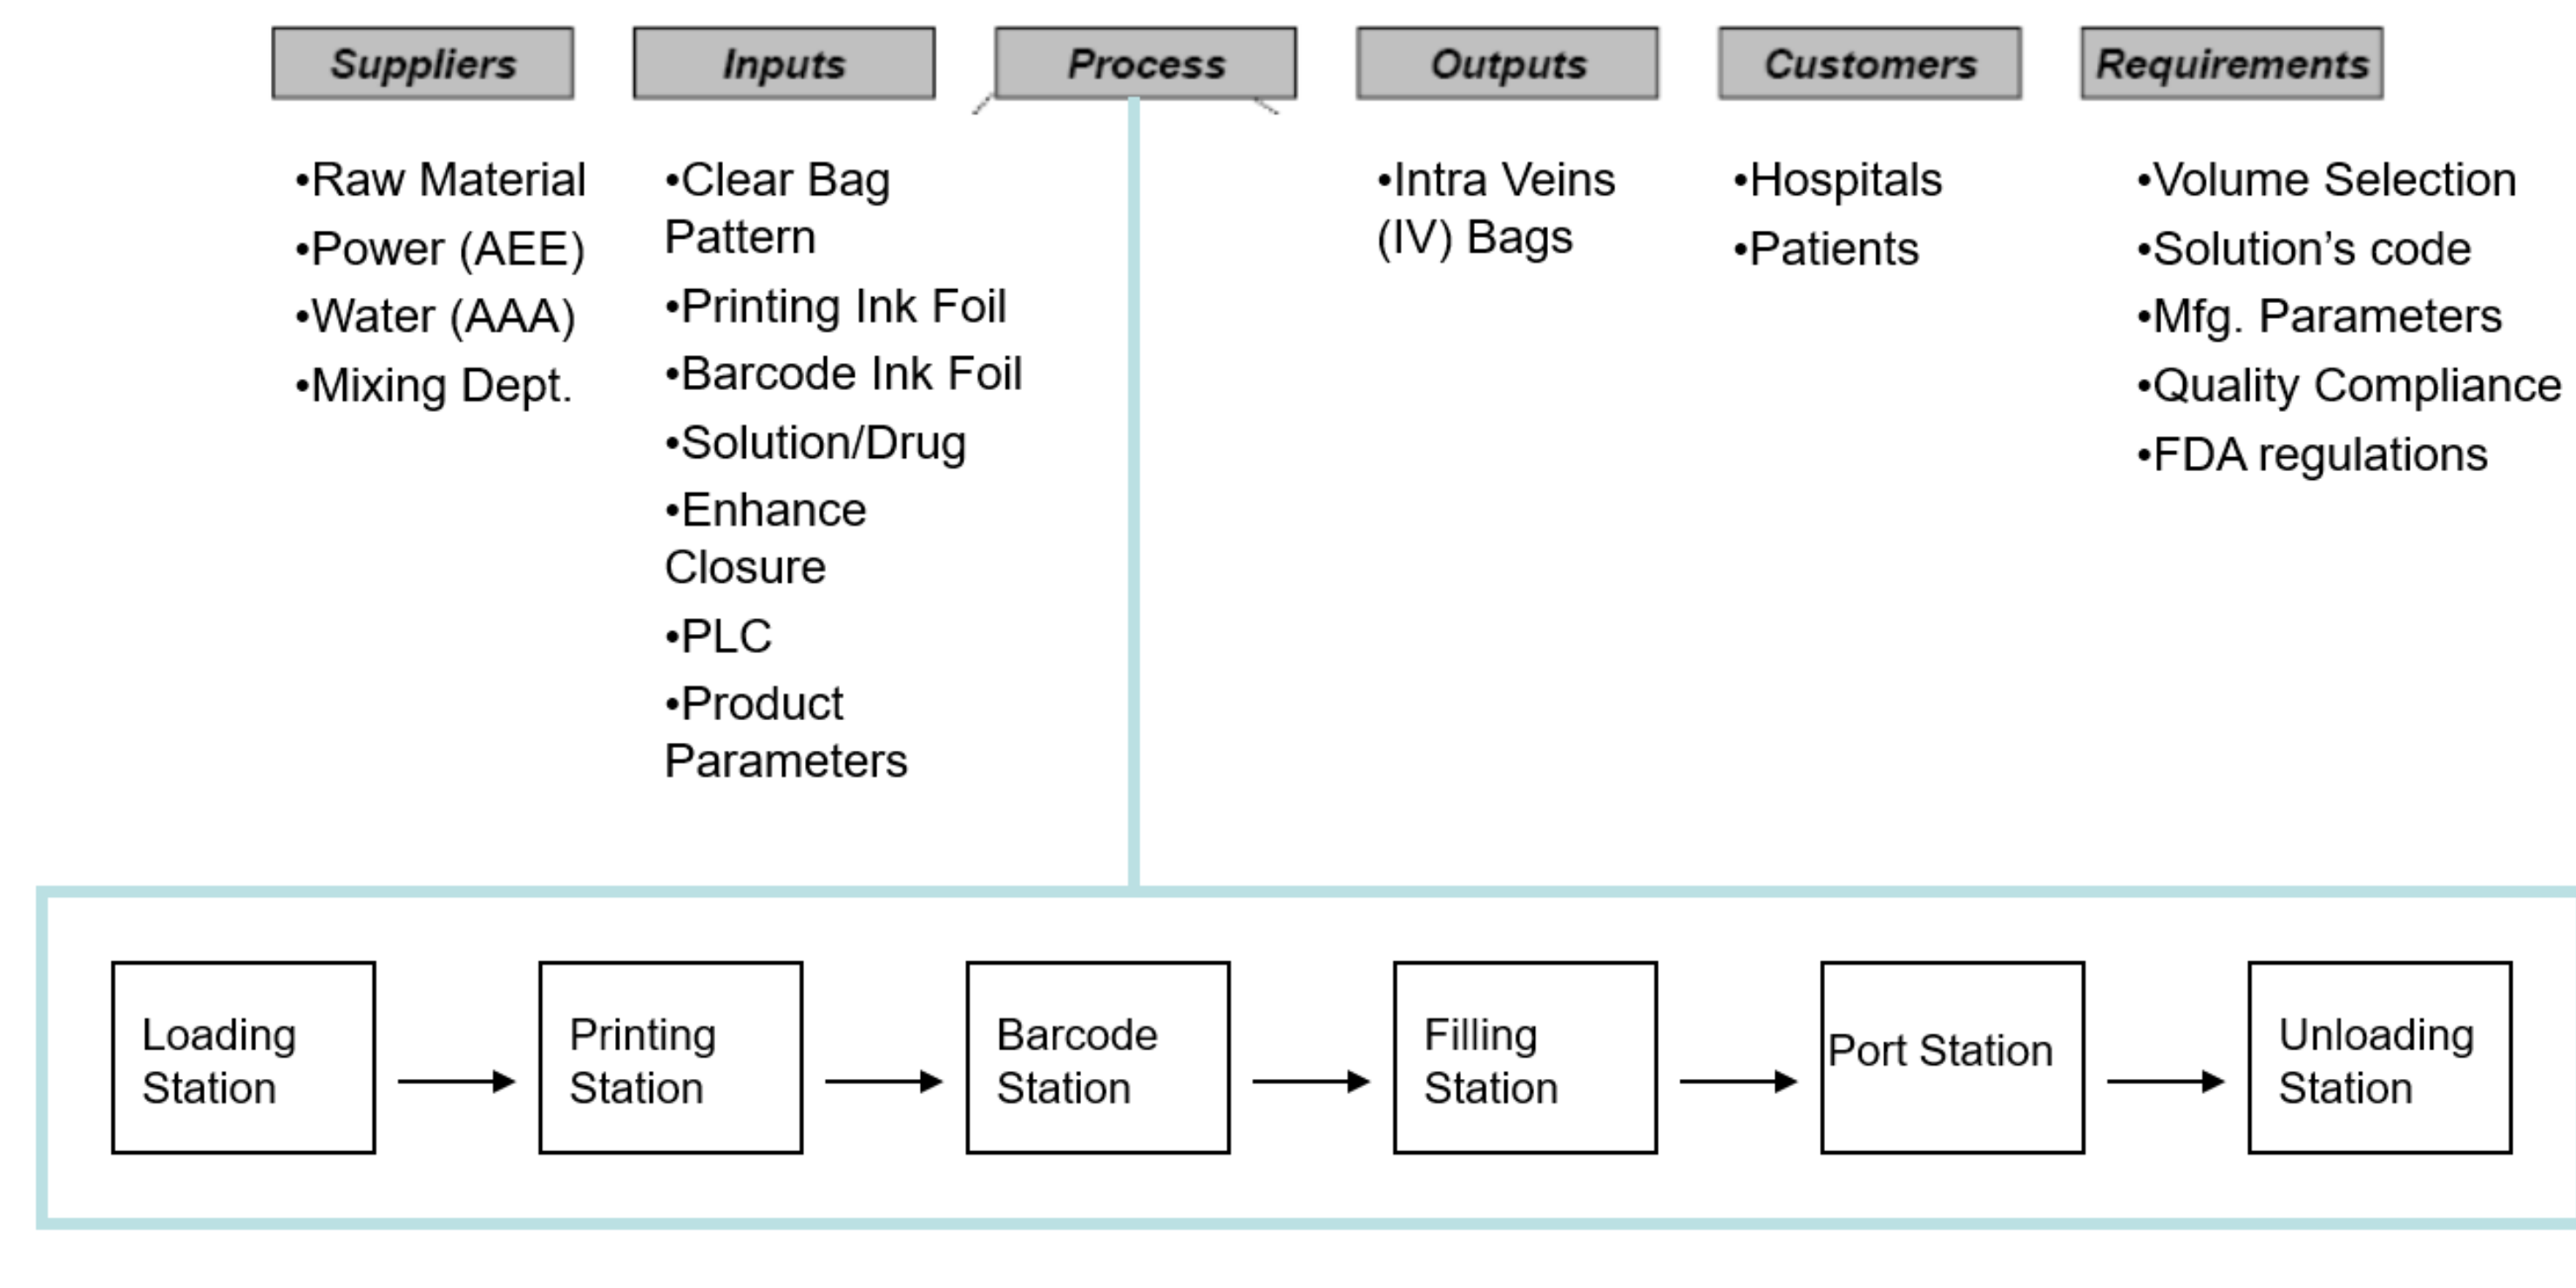 Suppliers
Inputs
Process
Outputs
Customers
Requirements
•Raw Material
•Power (AEE)
•Water (AAA)
•Mixing Dept.
•Clear Bag
Pattern
•Printing Ink Foil
•Barcode Ink Foil
•Solution/Drug
•Enhance
Closure
•PLC
•Product
Parameters
•Intra Veins
(IV) Bags
•Hospitals
•Patients
•Volume Selection
•Solution’s code
•Mfg. Parameters
•Quality Compliance
•FDA regulations
Loading
Station
Printing
Station
Barcode
Station
Filling
Station
Port Station
Unloading
Station